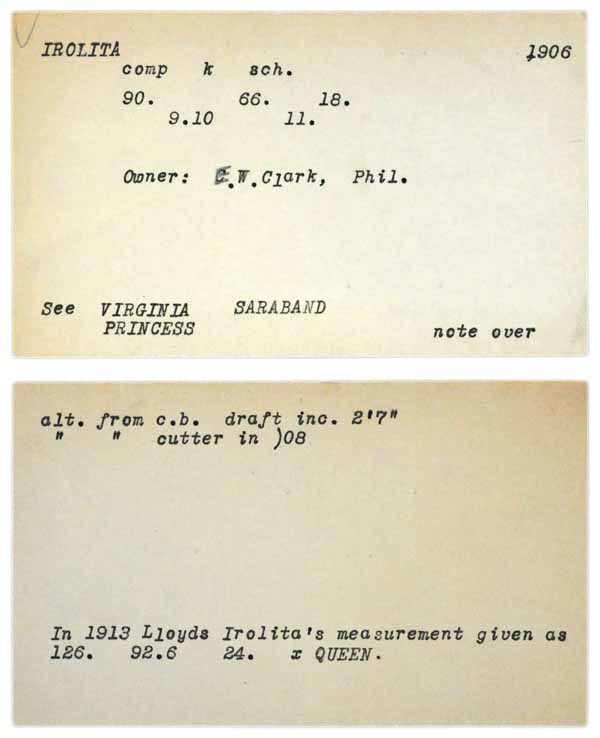 IROLITA 1906
comp k sch.
90. 66. 18.
9.10 11.
Owner: E.W.Clark, Phil.
See VIRGINIA SARABAND
PRINCESS note over
alt. from c.b. draft inc. 2'7"
" " cutter in )08
In 1913 Lloyds Irolita's measurement given as
126. 92.6 24. x QUEEN.